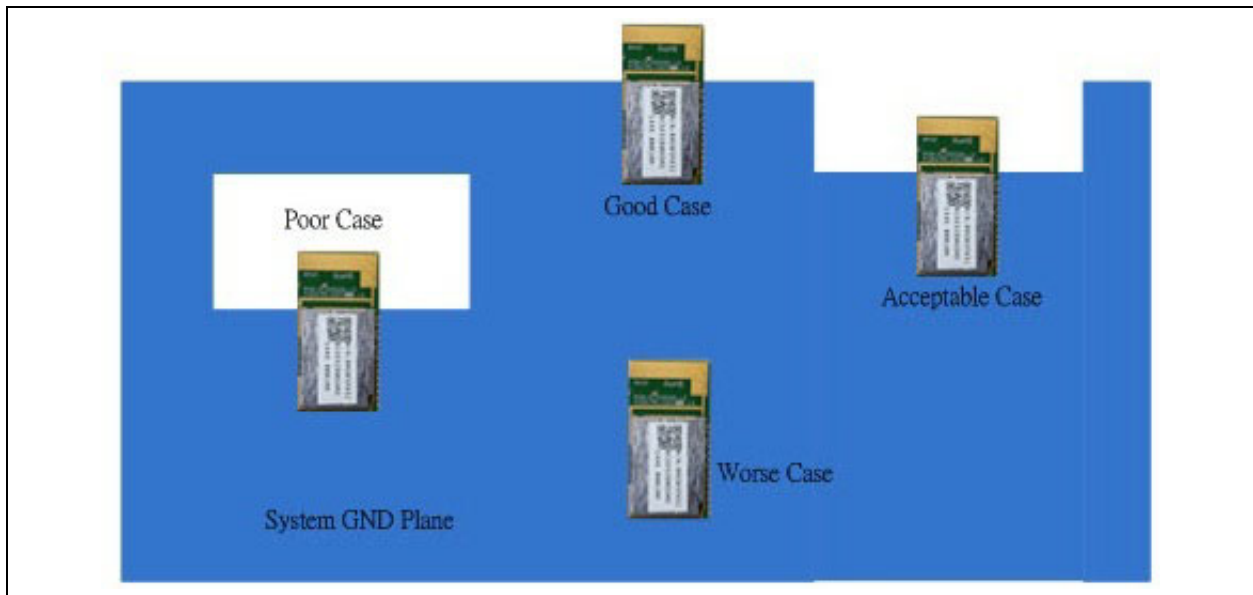 Good Case
Poor Case
Acceptable Case
Worse Case
System GND Plane